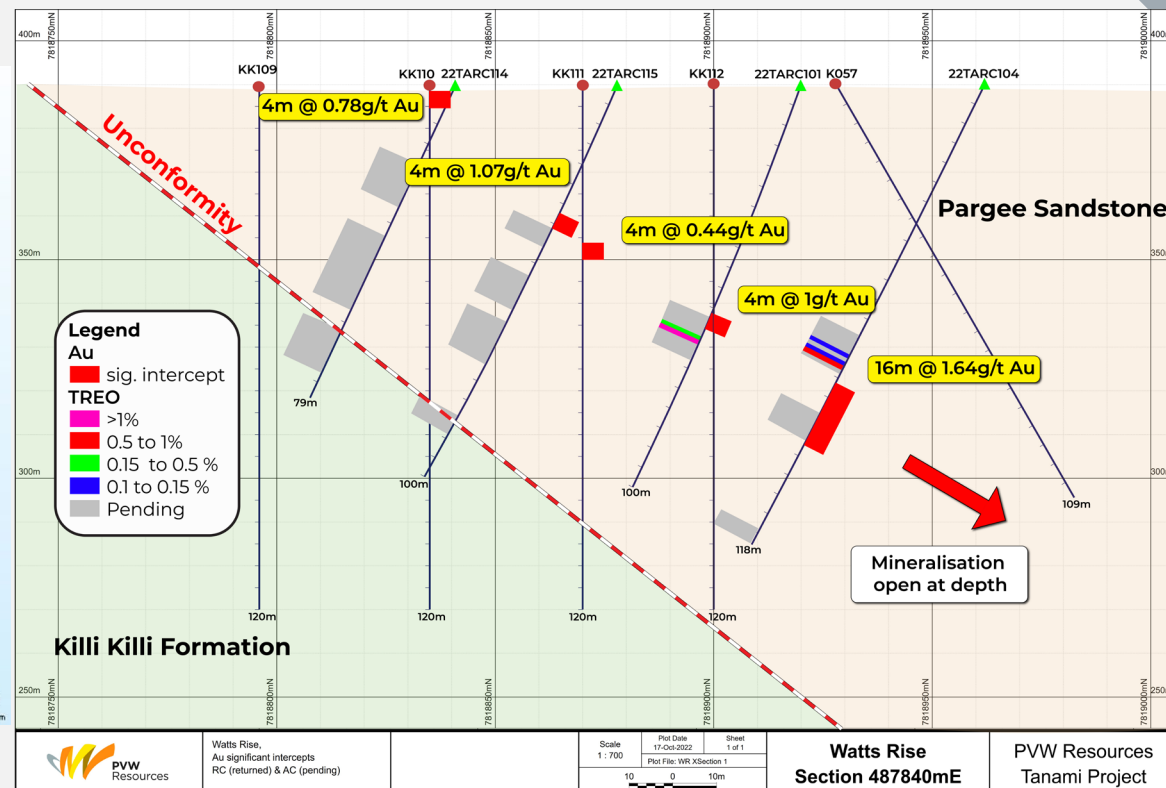 400m
7818750mN
7818800mN
7818850mN
7818900mN
7818950mN
7819000mN
KK109
KK110
22TARC114
KK111
22TARC115
KK112
22TARC101
K057
22TARC104
4m @ 0.78g/t Au
Unconformity
4m @ 1.07g/t Au
Pargee Sandstone
4m @ 0.44g/t Au
350m
4m @ 1g/t Au
16m @ 1.64g/t Au
Legend
Au
sig. intercept
TREO
>1%
0.5 to 1%
0.15 to 0.5 %
0.1 to 0.15 %
Pending
79m
100m
100m
109m
300m
118m
Mineralisation
open at depth
120m
120m
120m
120m
Killi Killi Formation
250m
7818750mN
7818800mN
7818850mN
7818900mN
7818950mN
7819000mN
PVW
Resources
Watts Rise,
Au significant intercepts
RC (returned) & AC (pending)
Scale
1 : 700
Plot Date
17-Oct-2022
Sheet
1 of 1
Plot File: WR XSection 1
10 0 10m
Watts Rise
Section 487840mE
PVW Resources
Tanami Project